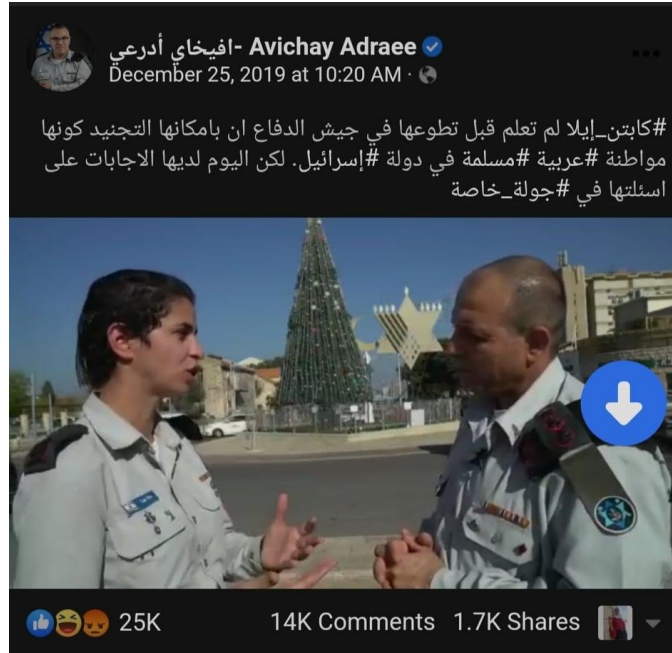 افيخاي أدرعي- Avichay Adraee
December 25, 2019 at 10:20 AM ·
#كابتن_إيلا لم تعلم قبل تطوعها في جيش الدفاع ان بامكانها التجنيد كونها
مواطنة #عربية #مسلمة في دولة #إسرائيل. لكن اليوم لديها الاجابات على
اسئلتها في #جولة_خاصة
25K 14K Comments 1.7K Shares